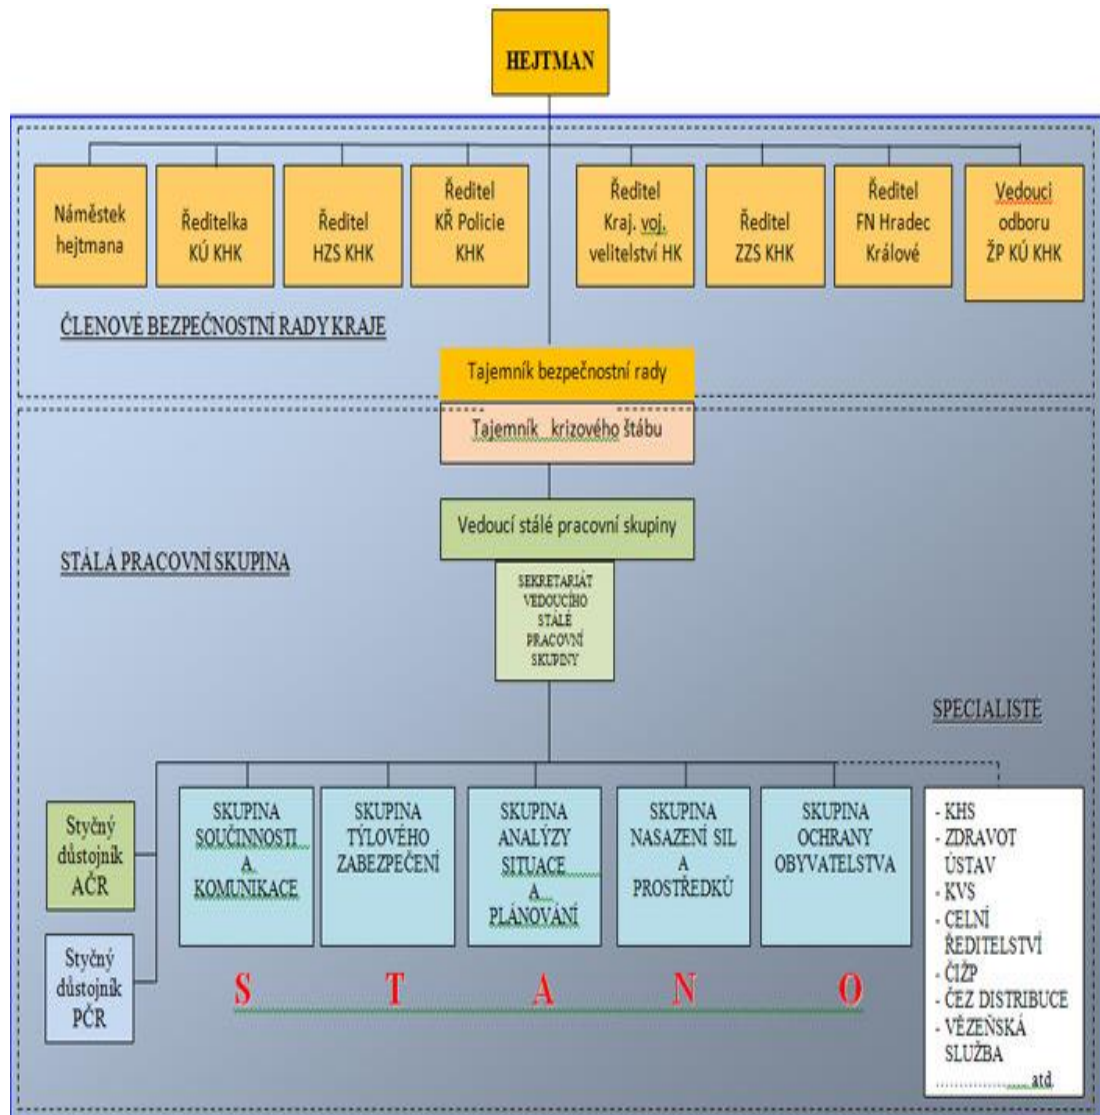 HEJTMAN
Náměstek
hejtmana
Ředitelka
KÚ KHK
Ředitel
HZS KHK
Ředitel
KŘ Policie
KHK
Ředitel
Kraj. voj.
velitelství HK
Ředitel
ZZS KHK
Ředitel
FN Hradec
Králové
Vedouci
odboru
ŽP KÚ KHK
ČLENOVÉ BEZPEČNOSTNÍ RADY KRAJE
Tajemník bezpečnostní rady
Tajemník krizového štábu
Vedoucí stálé pracovní skupiny
STÁLÁ PRACOVNÍ SKUPINA
SEKRETARIÁT
VEDOUCÍHO
STÁLÉ
PRACOVNÍ
SKUPINY
SPECIALISTÉ
Styčný
důstojník
AČR
Styčný
důstojník
PČR
SKUPINA
SOUČINNOSTI
A
KOMUNIKACE
SKUPINA
TÝLOVÉHO
ZABEZPEČENÍ
SKUPINA
ANALÝZY
SITUACE
A
PLÁNOVÁNÍ
SKUPINA
NASAZENÍ SIL
A
PROSTŘEDKŮ
SKUPINA
OCHRANY
OBYVATELSTVA
- KHS
- ZDRAVOT
ÚSTAV
- KVS
- CELNÍ
ŘEDITELSTVÍ
- ČIŽP
- ČEZ DISTRIBUCE
- VĚZEŇSKÁ
SLUŽBA
.................... atd
S T A N O